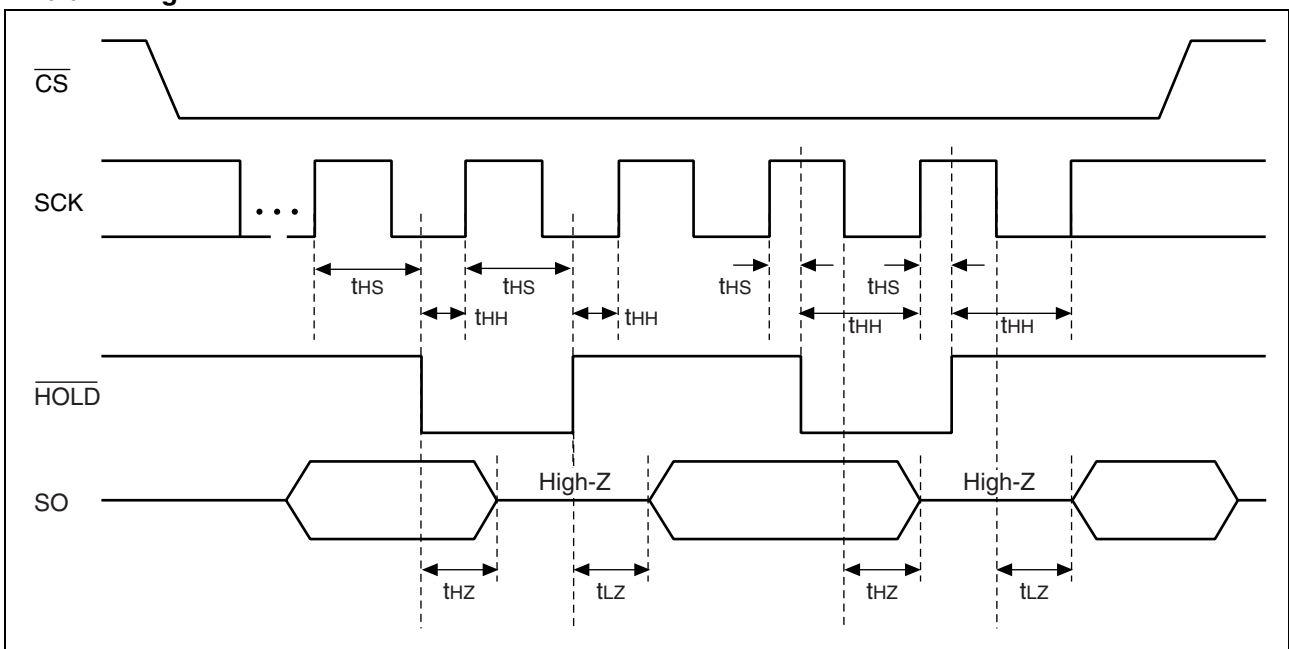 CS
SCK
• • •
tHS
tHS
tHS
tHS
tHH
tHH
tHH
tHH
HOLD
High-Z
High-Z
SO
tHZ
tLZ
tHZ
tLZ